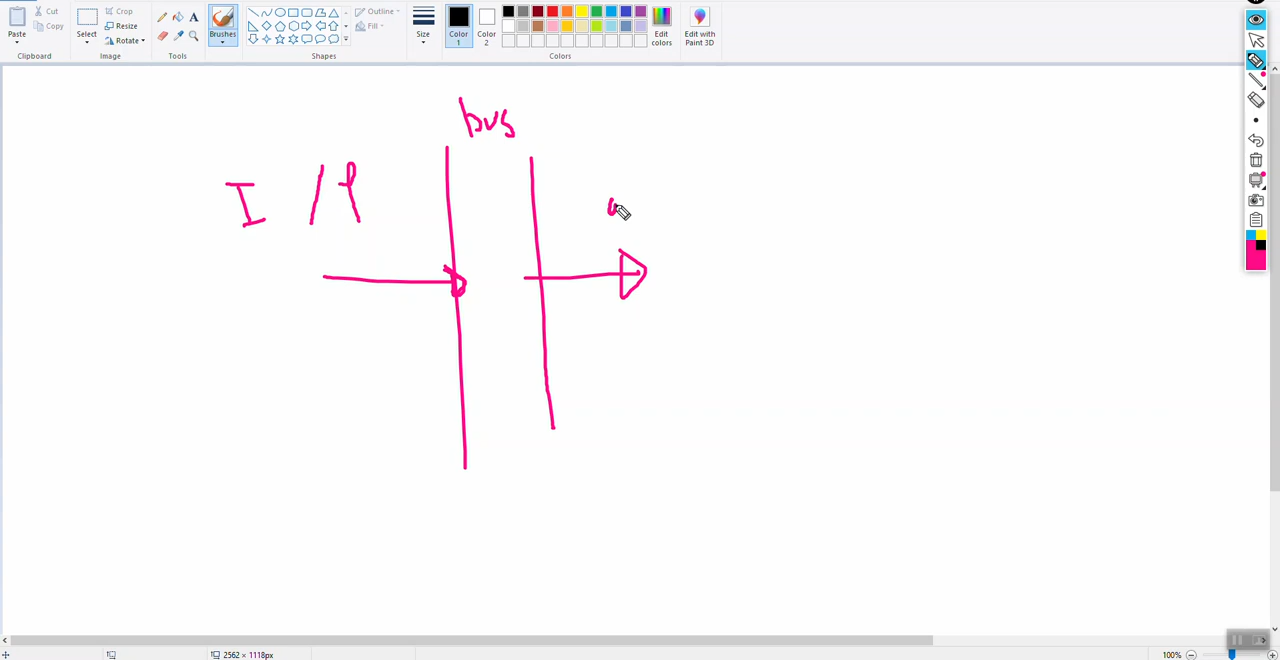 Paste
Cut
Copy
Clipboard
Select
Crop
Resize
Rotate
Image
Tools
Brushes
Shapes
Outline
Fill
Size
Color 1
Color 2
Edit colors
Colors
Edit with Paint 3D
bus
I/P
2562 × 1118px
100%